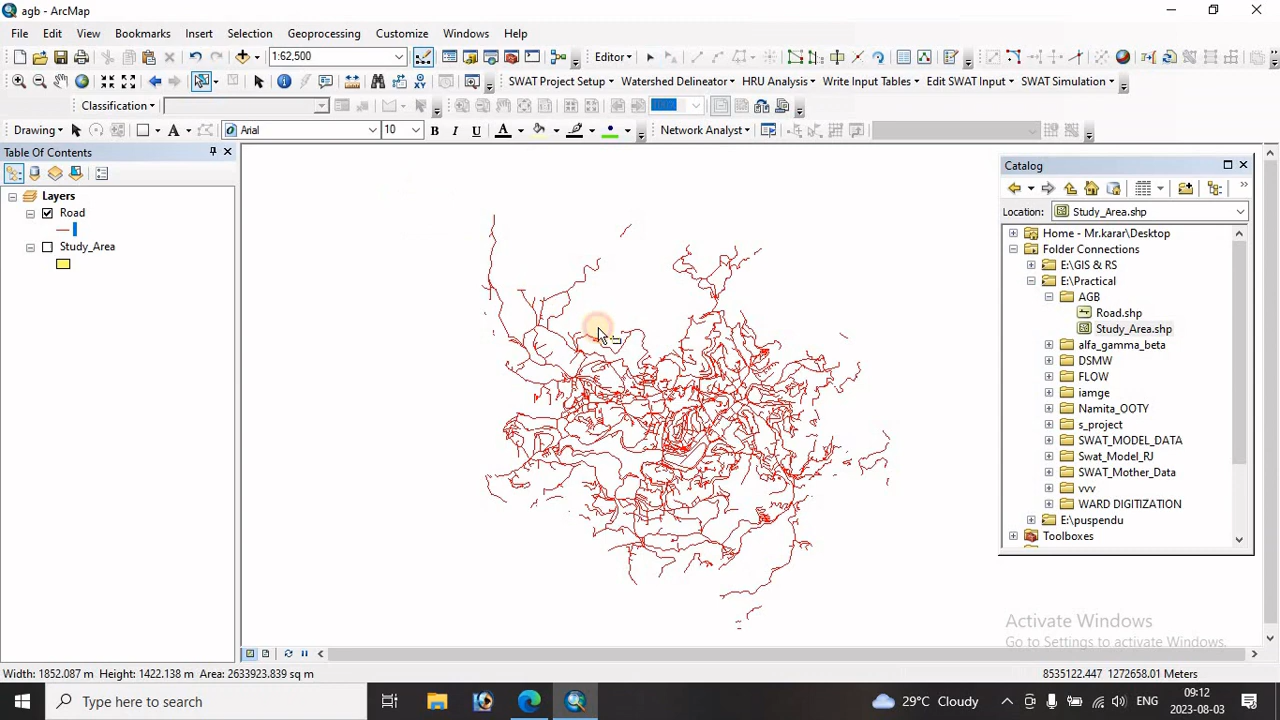 agb - ArcMap
File Edit View Bookmarks Insert Selection Geoprocessing Customize Windows Help
1:62,500 Editor
SWAT Project Setup Watershed Delineator HRU Analysis Write Input Tables Edit SWAT Input SWAT Simulation
Classification
Drawing A Arial 10 B I U A Network Analyst
Table Of Contents
Layers
Road
Study_Area
Catalog
Location: Study_Area.shp
Home - Mr.karar\Desktop
Folder Connections
E:\GIS & RS
E:\Practical
AGB
Road.shp
Study_Area.shp
alfa_gamma_beta
DSMW
FLOW
iamge
Namita_OOTY
s_project
SWAT_MODEL_DATA
Swat_Model_RJ
SWAT_Mother_Data
vvv
WARD DIGITIZATION
E:\puspendu
Toolboxes
Activate Windows
Go to Settings to activate Windows.
Width: 1852.087 m Height: 1422.138 m Area: 2633923.839 sq m
8535122.447 1272658.01 Meters
Type here to search
29°C Cloudy
ENG
09:12
2023-08-03